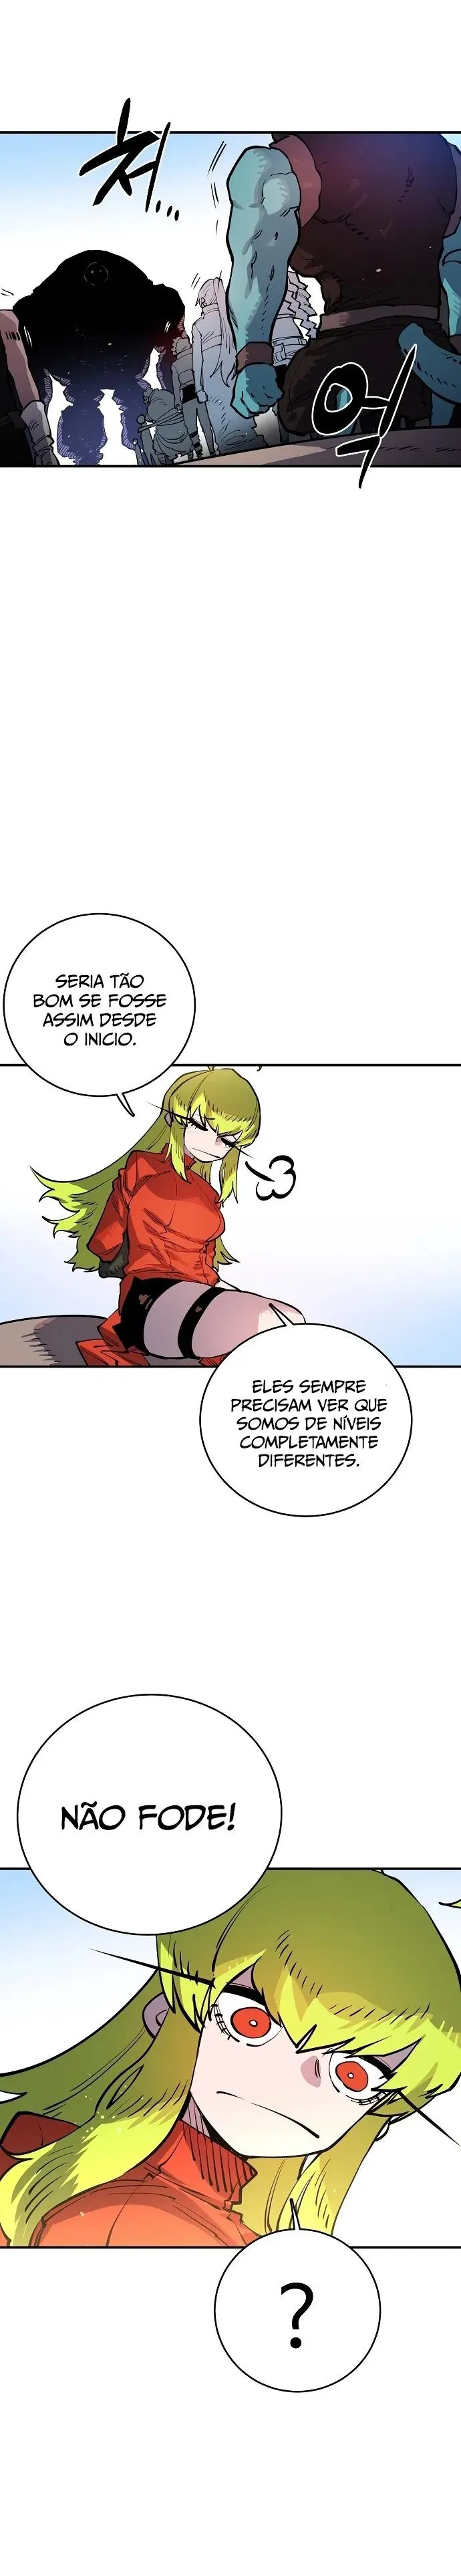 처...
억
SERIA TÃO
BOM SE FOSSE
ASSIM DESDE
O INICIO.
ELES SEMPRE
PRECISAM VER QUE
SOMOS DE NÍVEIS
COMPLETAMENTE
DIFERENTES.
NÃO FODE!
?